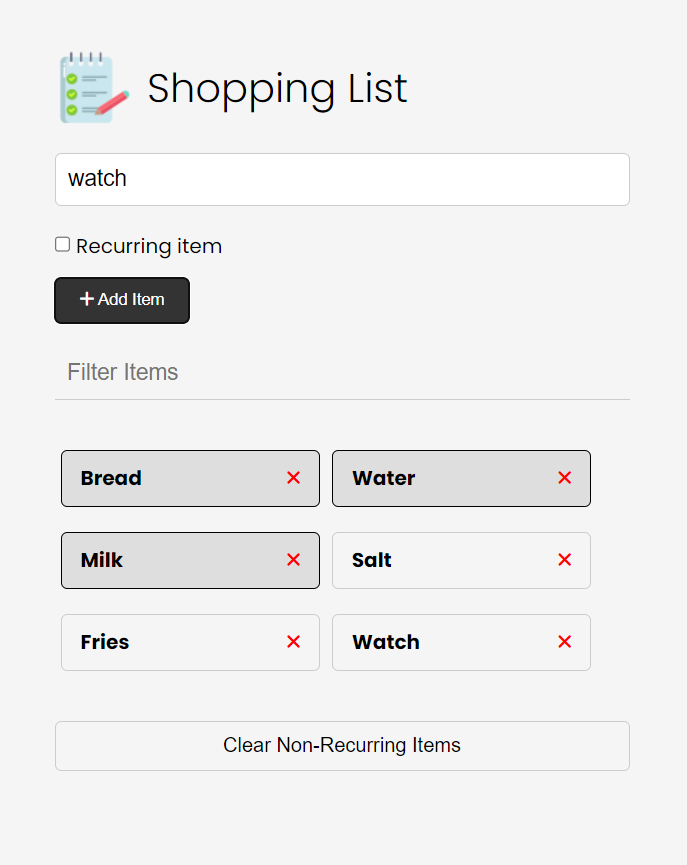 Shopping List
watch
Recurring item
+ Add Item
Filter Items
Bread ✕ Water ✕
Milk ✕ Salt ✕
Fries ✕ Watch ✕
Clear Non-Recurring Items